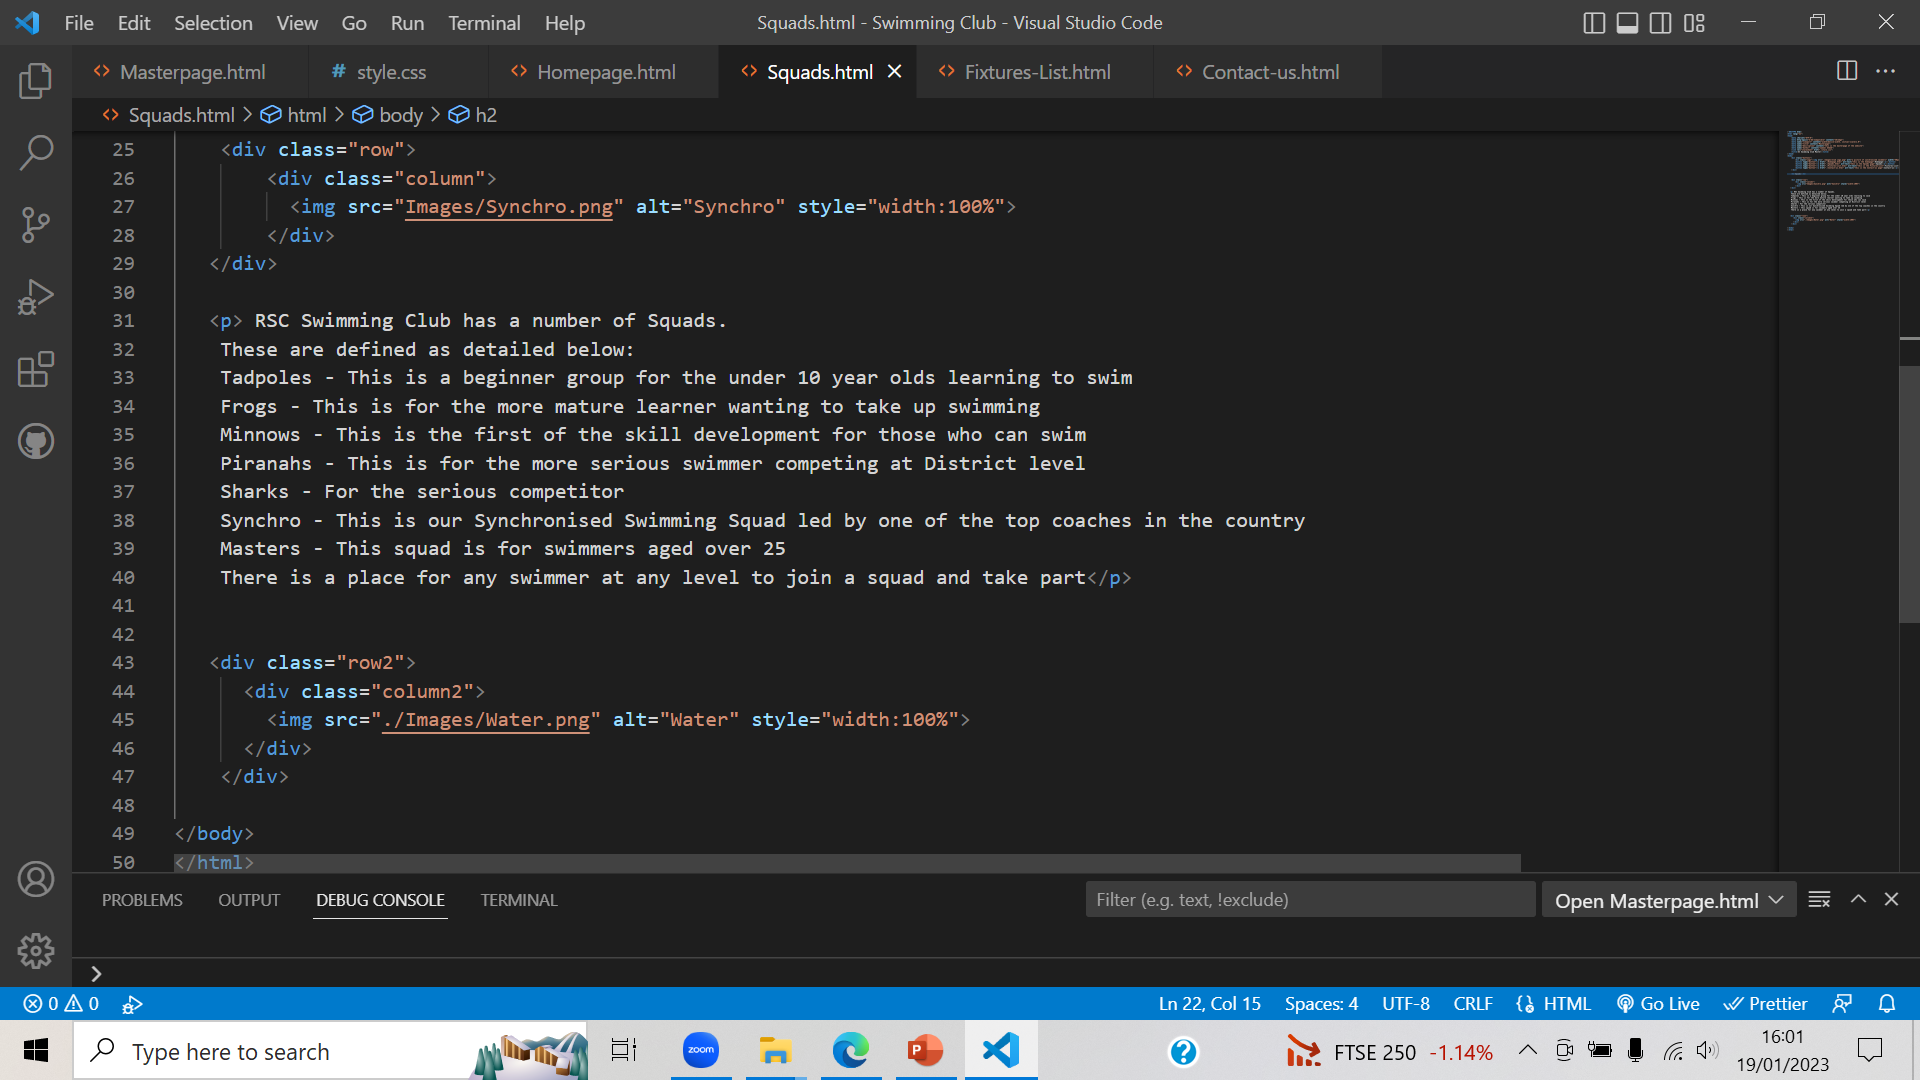 File Edit Selection View Go Run Terminal Help Squads.html - Swimming Club - Visual Studio Code
Masterpage.html # style.css Homepage.html Squads.html Fixtures-List.html Contact-us.html
Squads.html > html > body > h2
25 <div class="row">
26 <div class="column">
27 <img src="Images/Synchro.png" alt="Synchro" style="width:100%">
28 </div>
29 </div>
30
31 <p> RSC Swimming Club has a number of Squads.
32 These are defined as detailed below:
33 Tadpoles - This is a beginner group for the under 10 year olds learning to swim
34 Frogs - This is for the more mature learner wanting to take up swimming
35 Minnows - This is the first of the skill development for those who can swim
36 Piranahs - This is for the more serious swimmer competing at District level
37 Sharks - For the serious competitor
38 Synchro - This is our Synchronised Swimming Squad led by one of the top coaches in the country
39 Masters - This squad is for swimmers aged over 25
40 There is a place for any swimmer at any level to join a squad and take part</p>
41
42
43 <div class="row2">
44 <div class="column2">
45 <img src="./Images/Water.png" alt="Water" style="width:100%">
46 </div>
47 </div>
48
49 </body>
50 </html>
PROBLEMS OUTPUT DEBUG CONSOLE TERMINAL Filter (e.g. text, !exclude) Open Masterpage.html
0 0 Ln 22, Col 15 Spaces: 4 UTF-8 CRLF HTML Go Live Prettier
Type here to search zoom P FTSE 250 -1.14% 16:01
19/01/2023